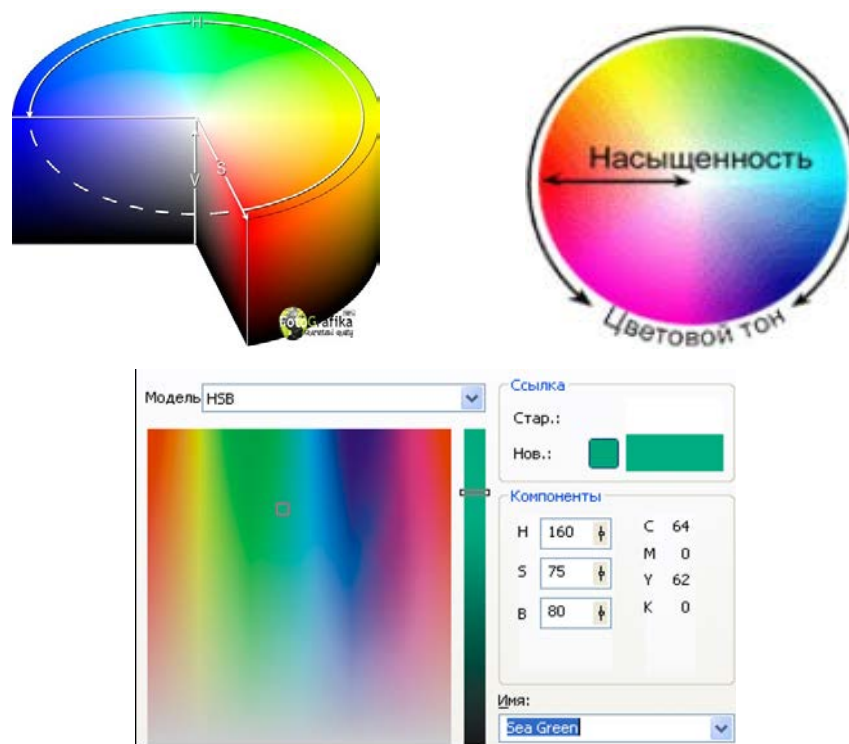 H
S
V
FotoGrafika
Насыщенность
Цветовой тон
Модель HSB
Ссылка
Стар.:
Нов.:
Компоненты
H 160 C 64
M 0
S 75 Y 62
B 80 K 0
Имя:
Sea Green